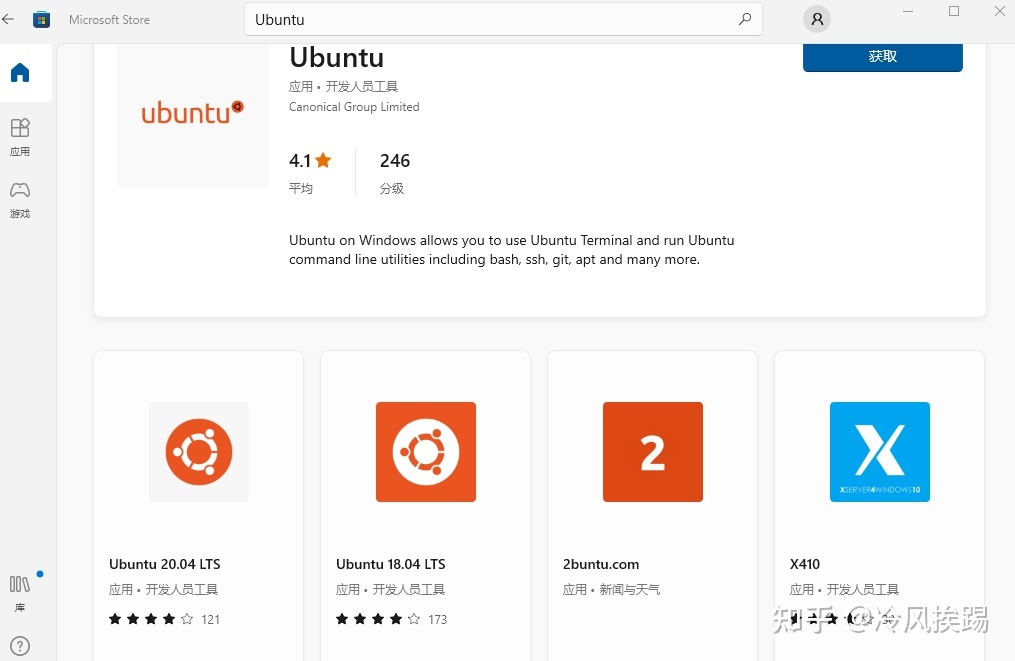 Microsoft Store
Ubuntu
Ubuntu
获取
应用 • 开发人员工具
Canonical Group Limited
ubuntu
4.1
246
平均
分级
应用
游戏
Ubuntu on Windows allows you to use Ubuntu Terminal and run Ubuntu
command line utilities including bash, ssh, git, apt and many more.
2
X
XSERVER4WINDOWS10
Ubuntu 20.04 LTS
Ubuntu 18.04 LTS
2buntu.com
X410
应用 • 开发人员工具
应用 • 开发人员工具
应用 • 新闻与天气
应用 • 开发人员工具
121
173
库
?
知乎 @冷风挨踢